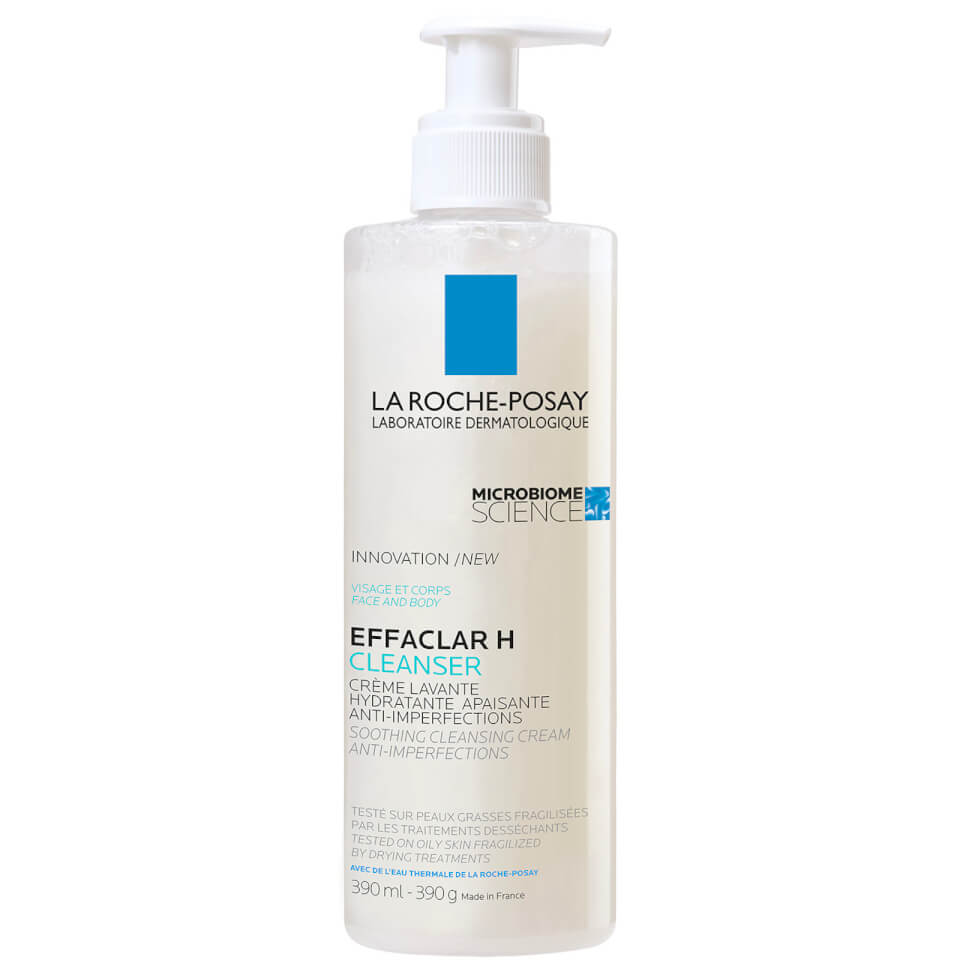 LA ROCHE-POSAY
LABORATOIRE DERMATOLOGIQUE
MICROBIOME
SCIENCE
INNOVATION / NEW
VISAGE ET CORPS
FACE AND BODY
EFFACLAR H
CLEANSER
CRÈME LAVANTE
HYDRATANTE APAISANTE
ANTI-IMPERFECTIONS
SOOTHING CLEANSING CREAM
ANTI-IMPERFECTIONS
TESTÉ SUR PEAUX GRASSES FRAGILISÉES
PAR LES TRAITEMENTS DESSÉCHANTS
TESTED ON OILY SKIN FRAGILIZED
BY DRYING TREATMENTS
AVEC DE L'EAU THERMALE DE LA ROCHE-POSAY
390 ml - 390 g Made in France